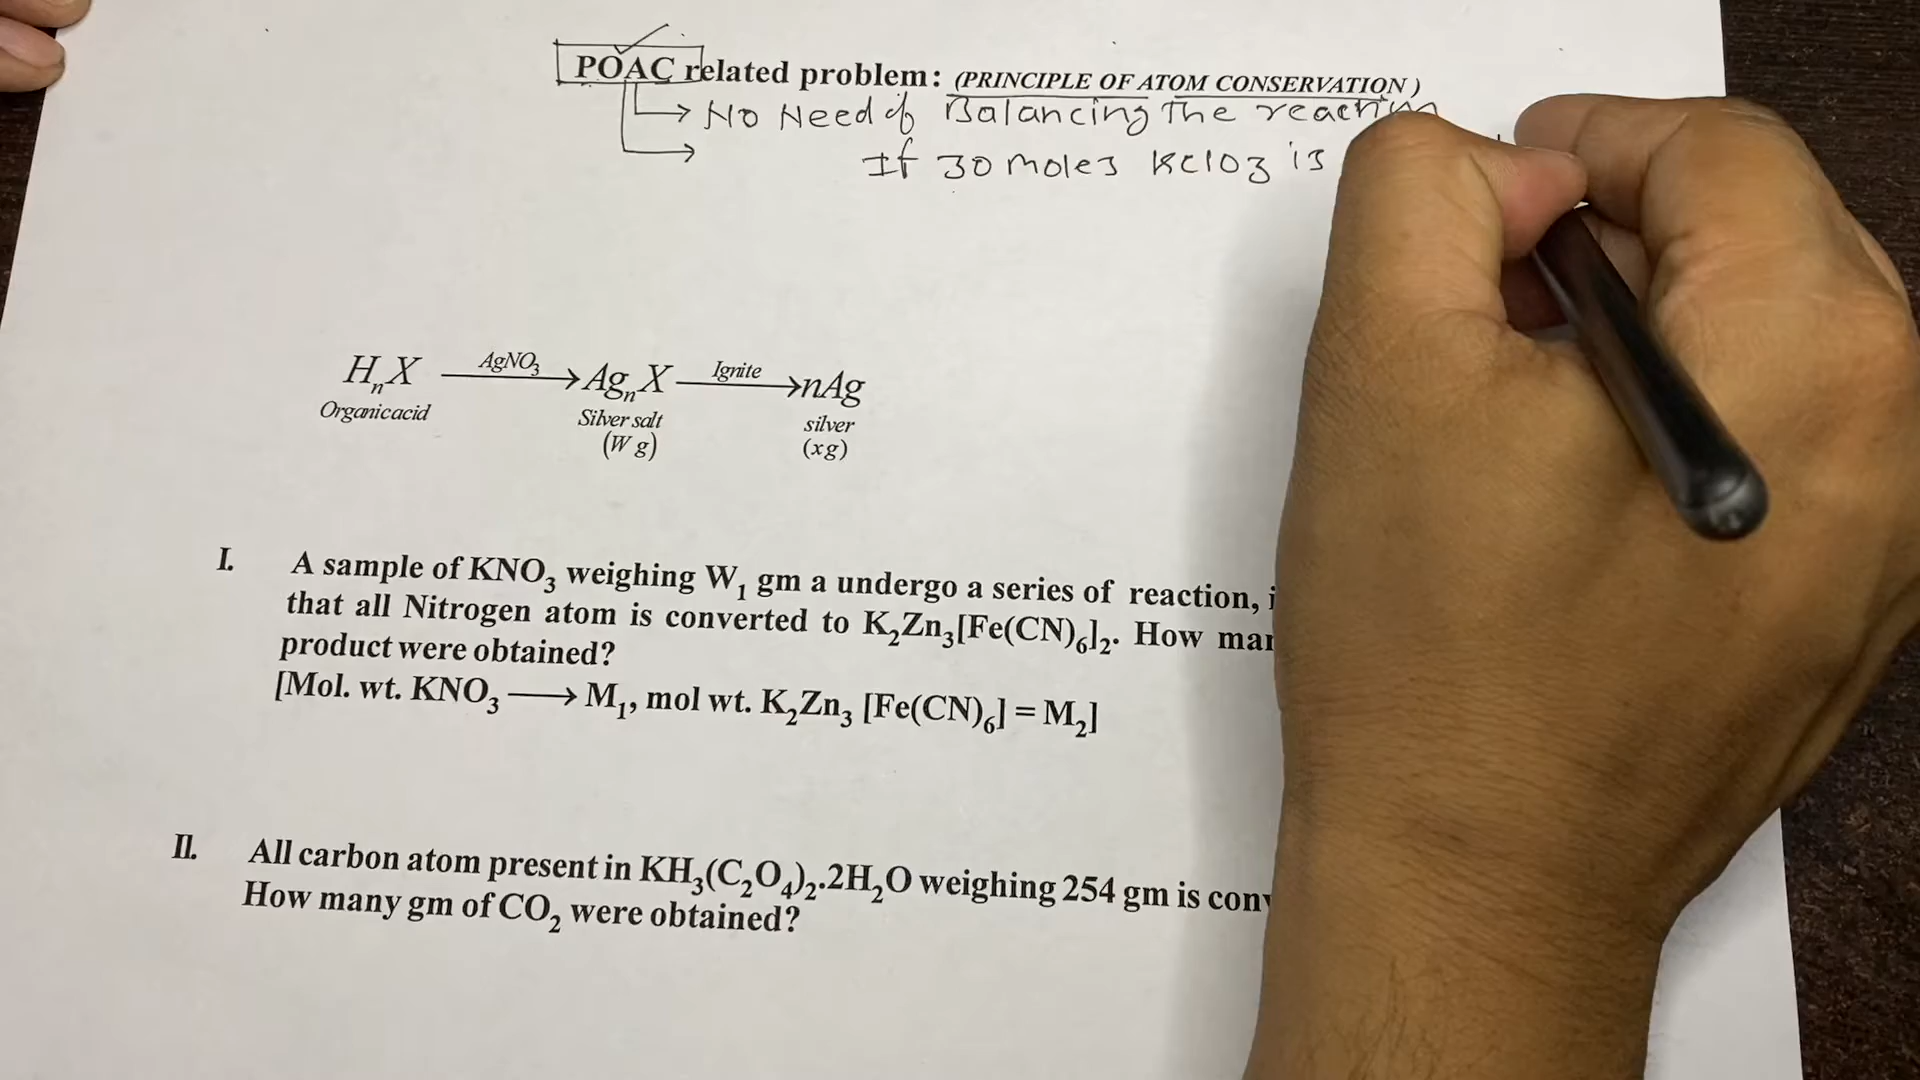 POAC related problem: (PRINCIPLE OF ATOM CONSERVATION)
No Need of Balancing The reaction
If 30 moles KClO3 is
HₙX AgNO₃ AgₙX Ignite nAg
Organic acid Silver salt silver
(W g) (xg)
I. A sample of KNO₃ weighing W₁ gm a undergo a series of reaction,
that all Nitrogen atom is converted to K₂Zn₃[Fe(CN)₆]₂. How
product were obtained?
[Mol. wt. KNO₃ ⟶ M₁, mol wt. K₂Zn₃ [Fe(CN)₆] = M₂]
II. All carbon atom present in KH₃(C₂O₄)₂.2H₂O weighing 254 gm is
How many gm of CO₂ were obtained?